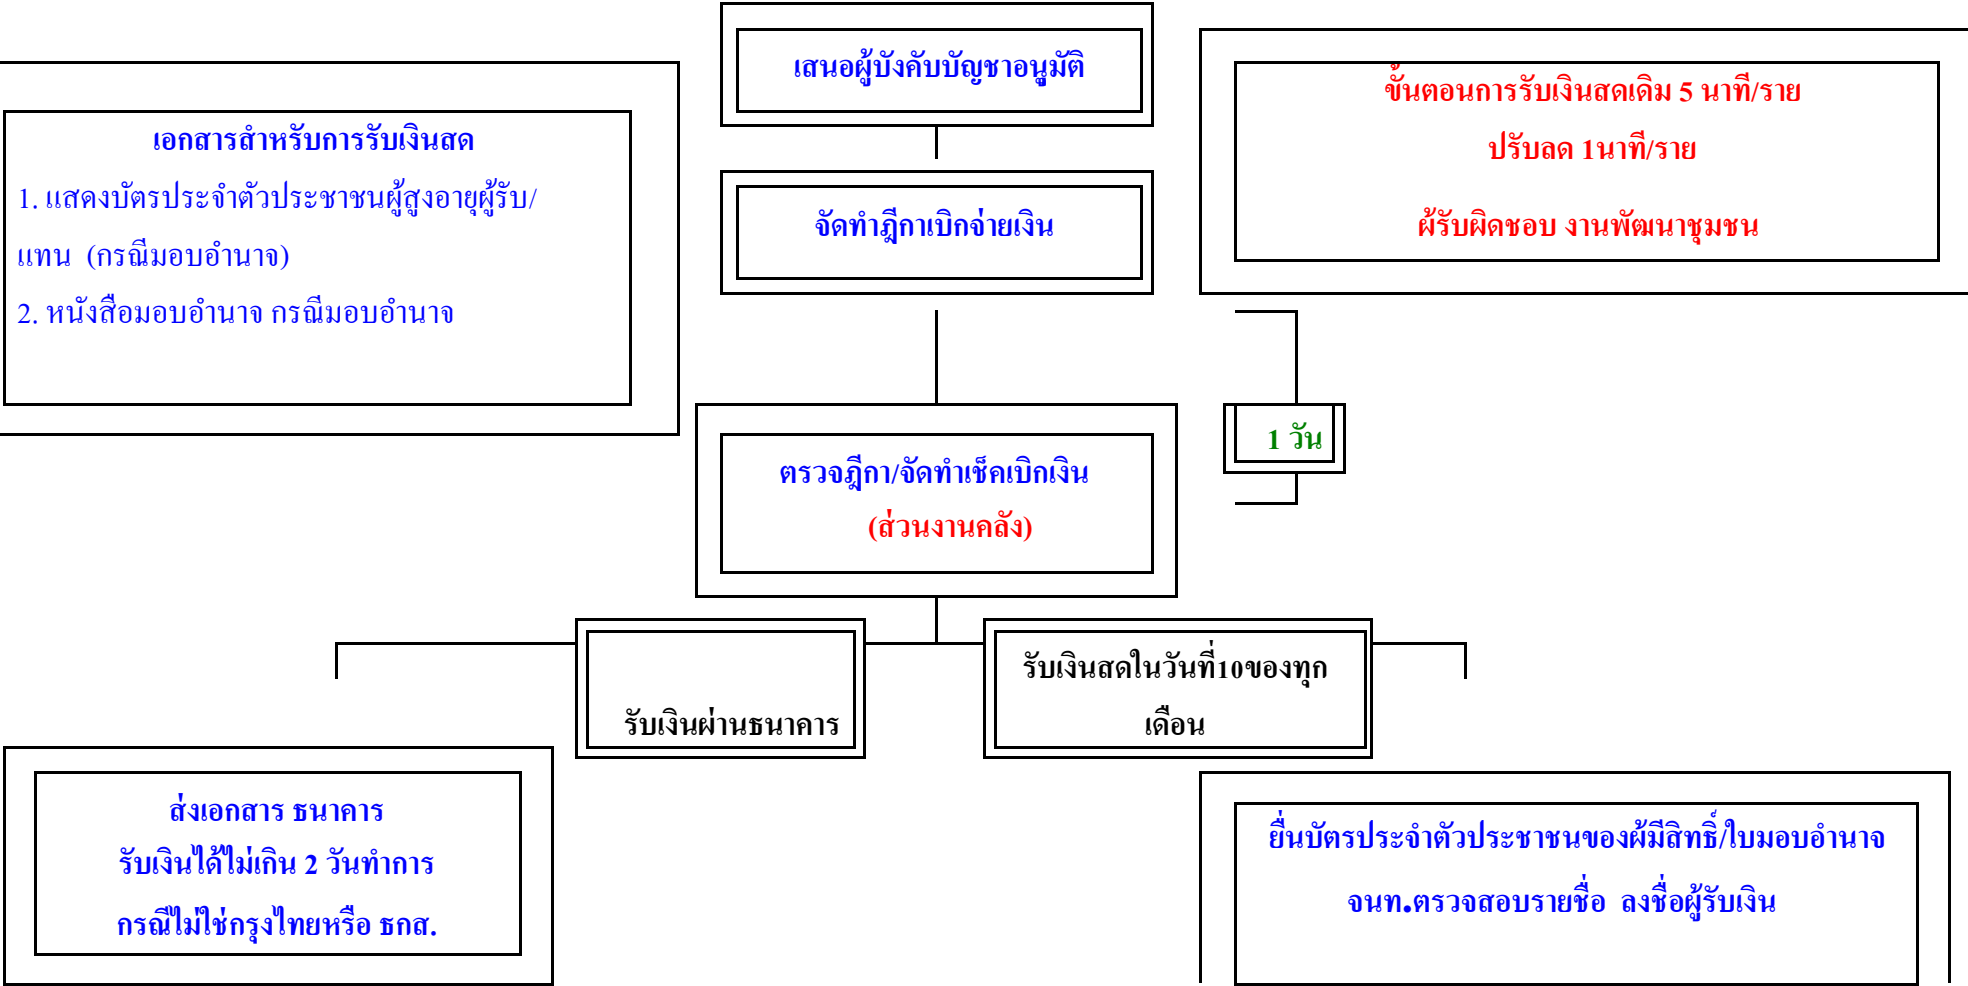 เสนอผู้บังคับบัญชาอนุมัติ
เอกสารสำหรับการรับเงินสด
1. แสดงบัตรประจำตัวประชาชนผู้สูงอายุผู้รับ/
แทน (กรณีมอบอำนาจ)
2. หนังสือมอบอำนาจ กรณีมอบอำนาจ
จัดทำฎีกาเบิกจ่ายเงิน
ขั้นตอนการรับเงินสดเดิม 5 นาที/ราย
ปรับลด 1นาที/ราย
ผ้รับผิดชอบ งานพัฒนาชุมชน
1 วัน
ตรวจฎีกา/จัดทำเช็คเบิกเงิน
(ส่วนงานคลัง)
รับเงินผ่านธนาคาร
รับเงินสดในวันที่10ของทุก
เดือน
ส่งเอกสาร ธนาคาร
รับเงินได้ไม่เกิน 2 วันทำการ
กรณีไม่ใช่กรุงไทยหรือ ธกส.
ยื่นบัตรประจำตัวประชาชนของผ้มีสิทธิ์/ใบมอบอำนาจ
จนท.ตรวจสอบรายชื่อ ลงชื่อผู้รับเงิน